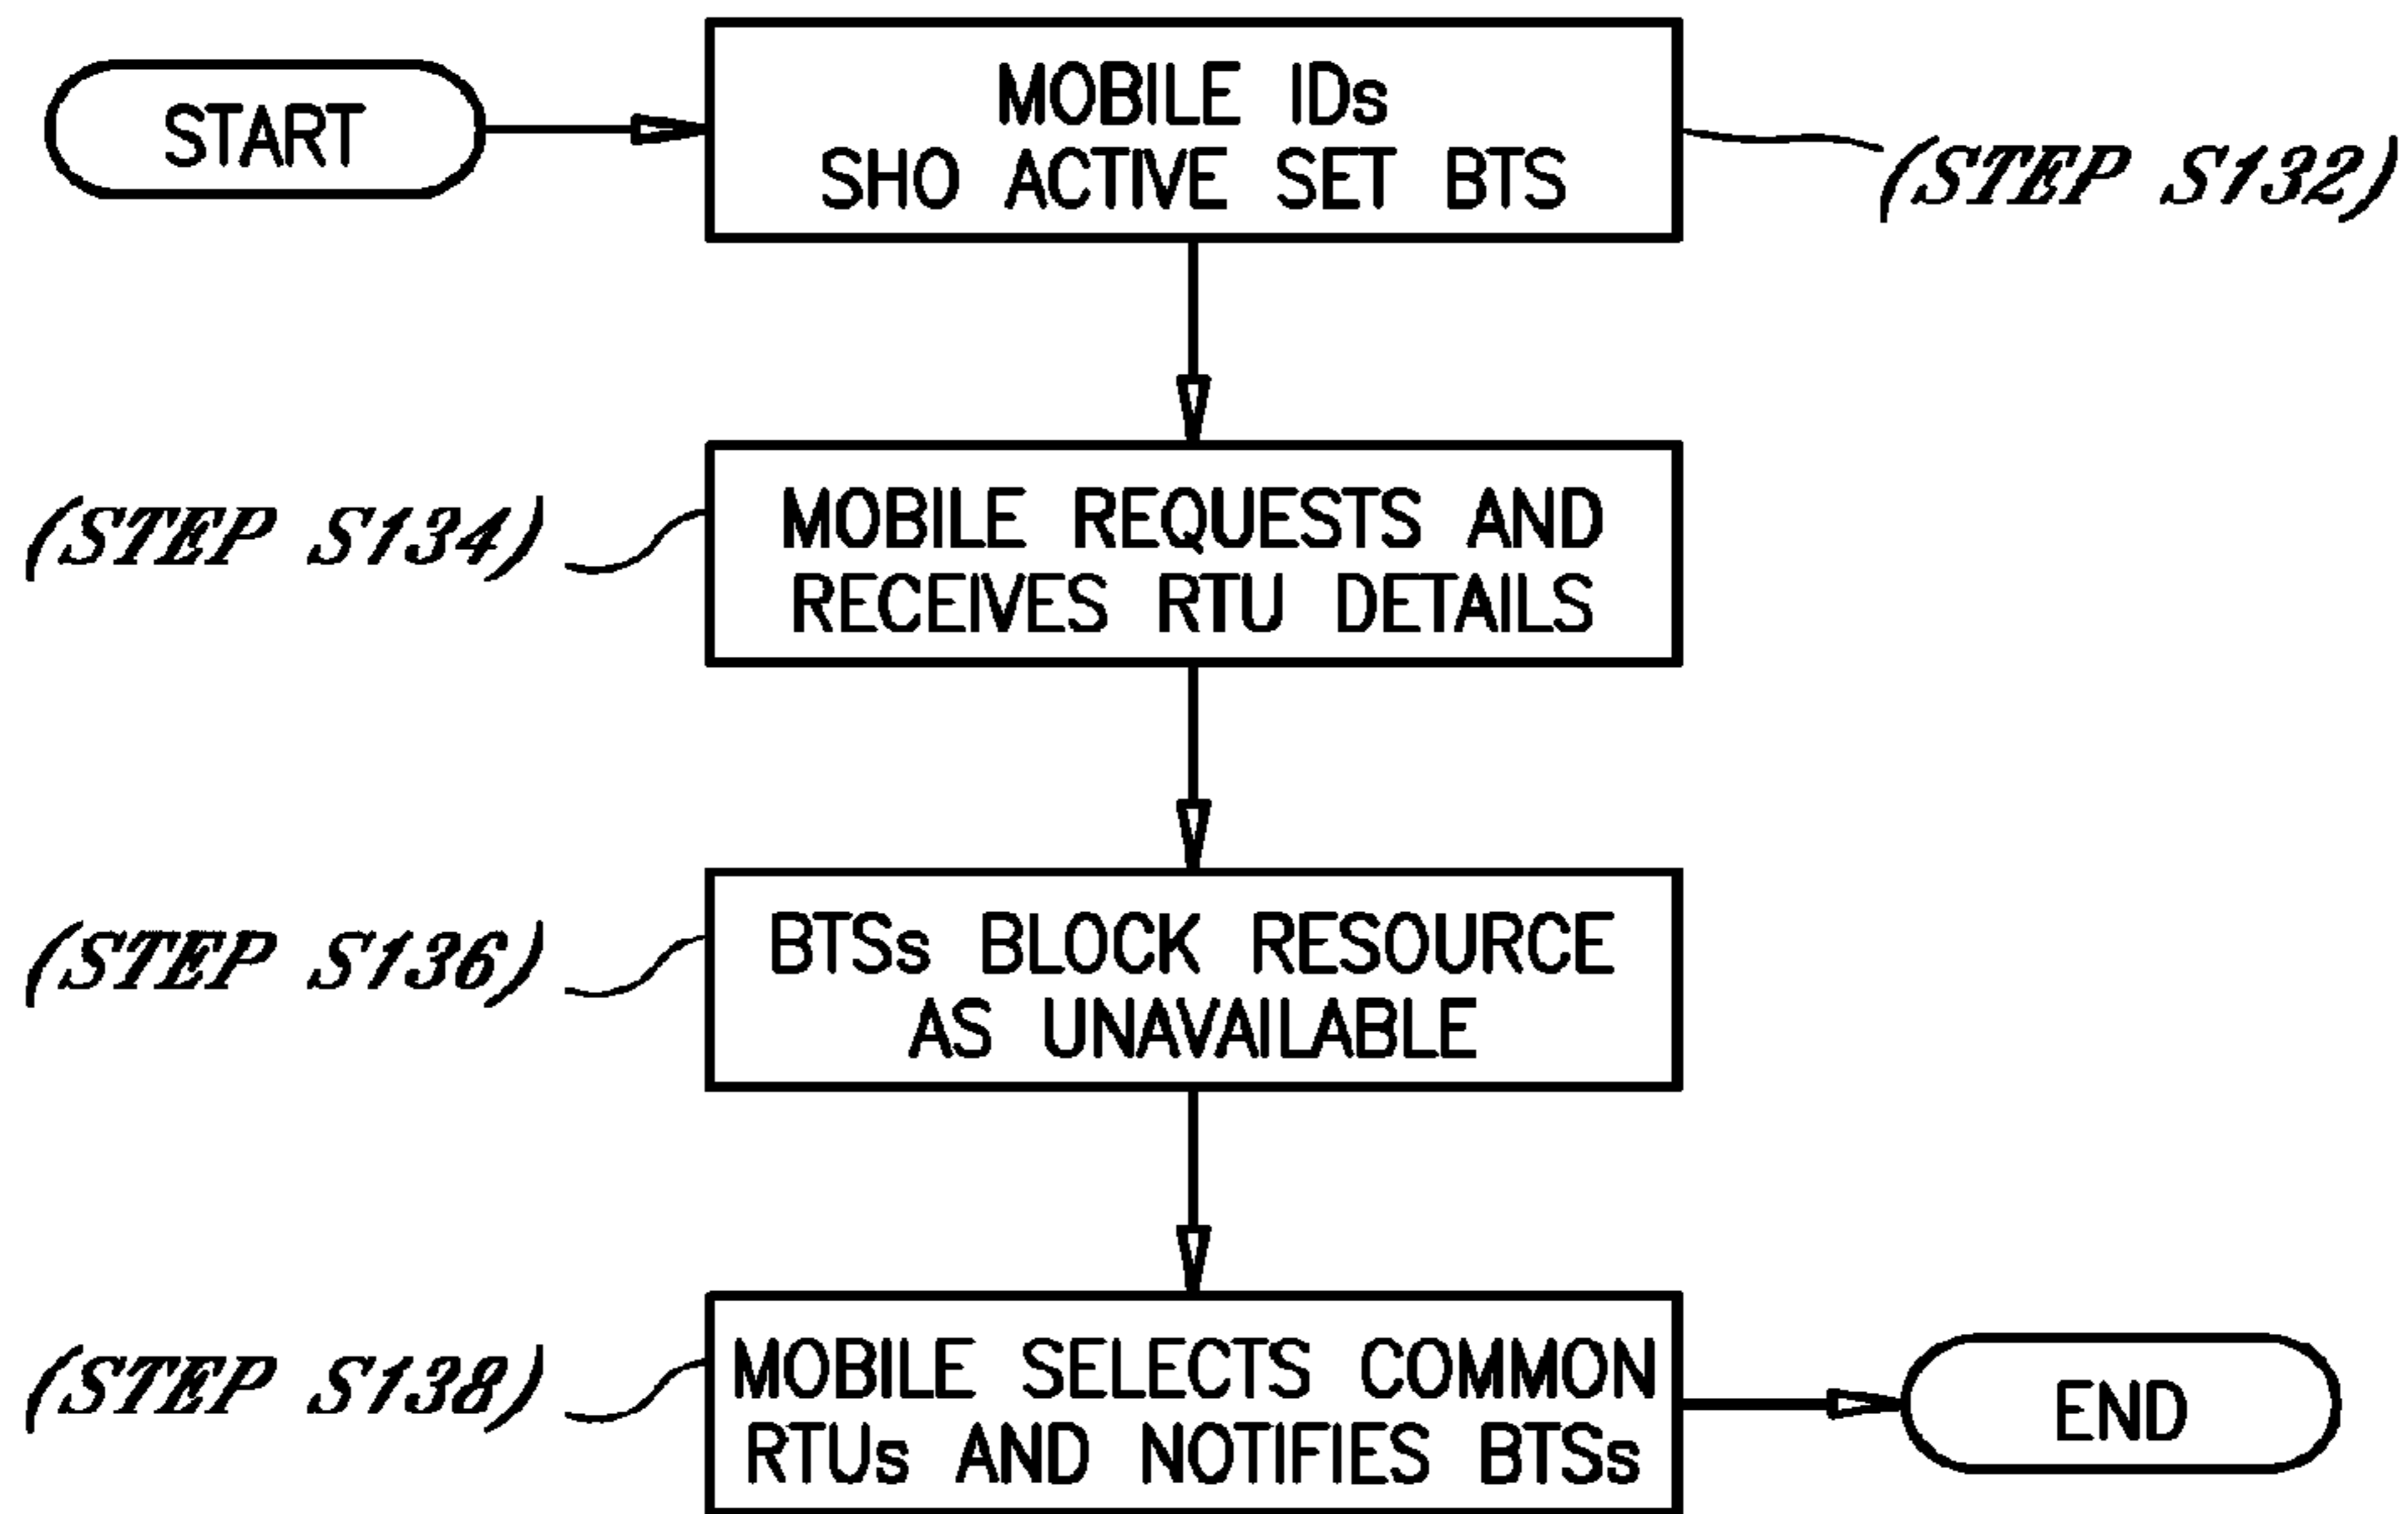 START
MOBILE IDs
SHO ACTIVE SET BTS
(STEP S132)
(STEP S134)
MOBILE REQUESTS AND
RECEIVES RTU DETAILS
(STEP S136)
BTSs BLOCK RESOURCE
AS UNAVAILABLE
(STEP S138)
MOBILE SELECTS COMMON
RTUs AND NOTIFIES BTSs
END